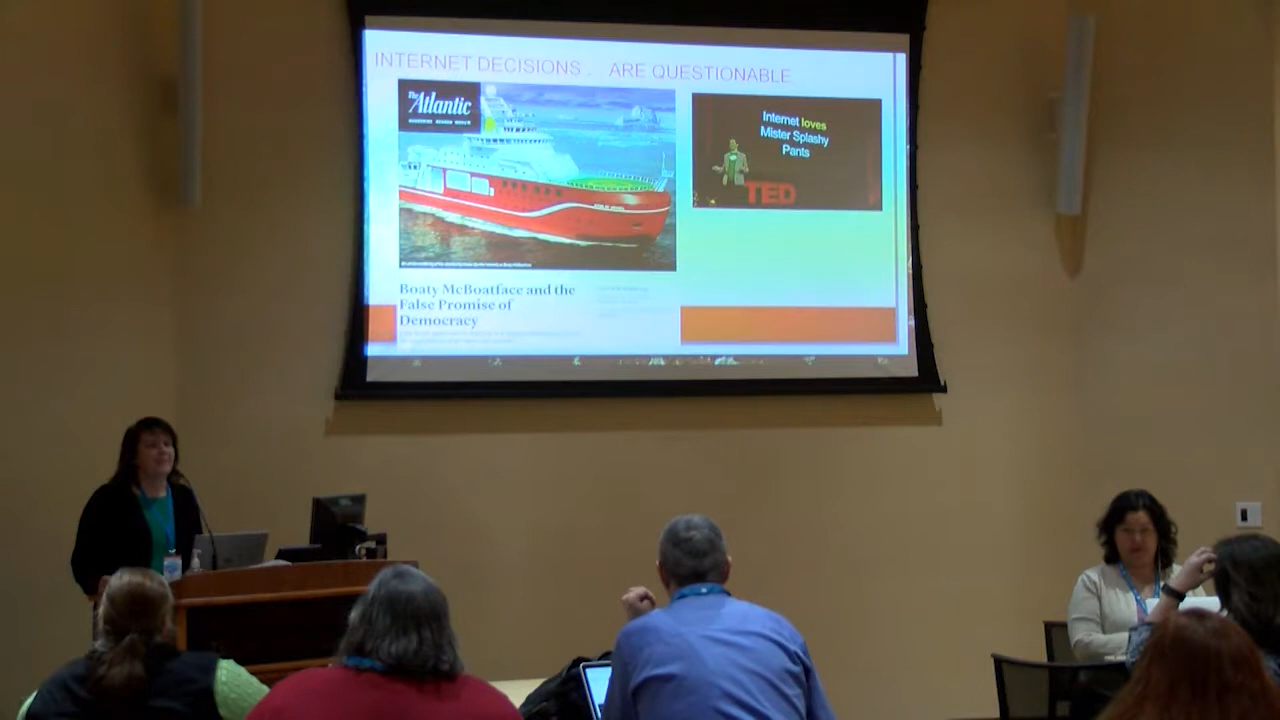 INTERNET DECISIONS . ARE QUESTIONABLE
The Atlantic
Internet loves
Mister Splashy
Pants
TED
Boaty McBoatface and the
False Promise of
Democracy